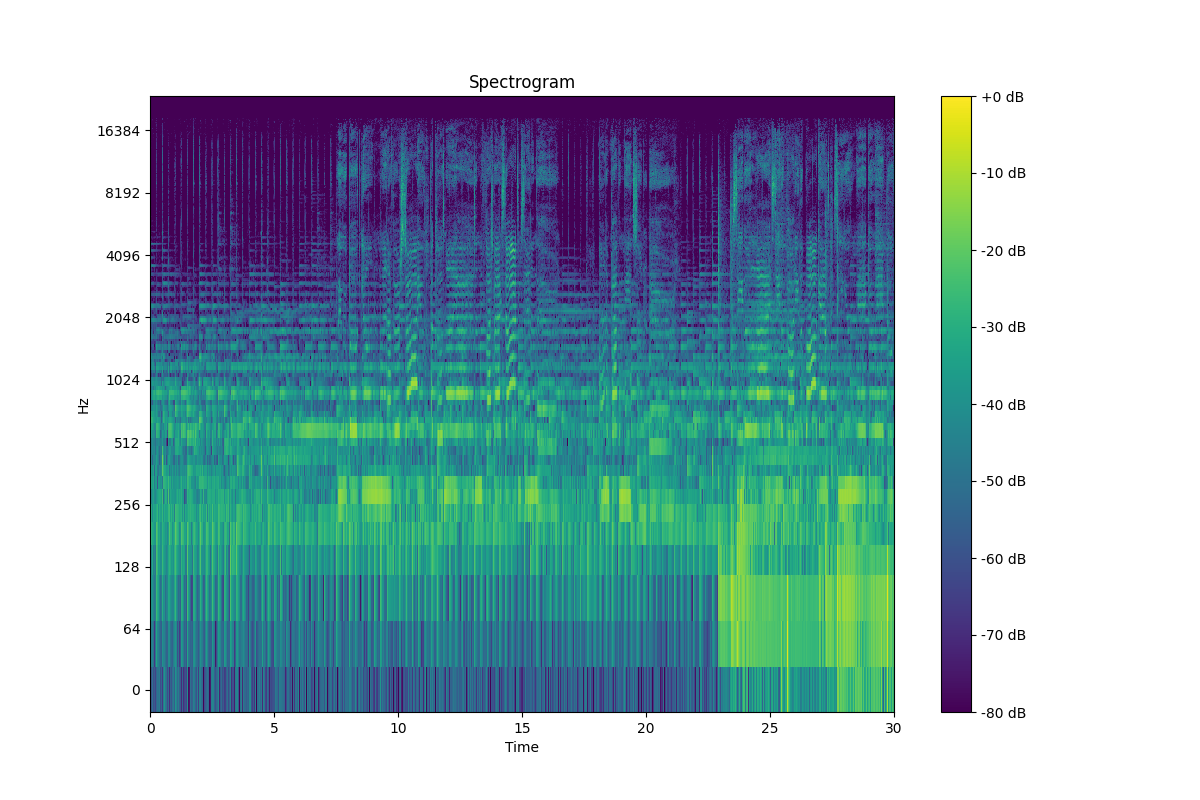 Spectrogram
Hz
16384
8192
4096
2048
1024
512
256
128
64
0
0 5 10 15 20 25 30
Time
+0 dB
-10 dB
-20 dB
-30 dB
-40 dB
-50 dB
-60 dB
-70 dB
-80 dB